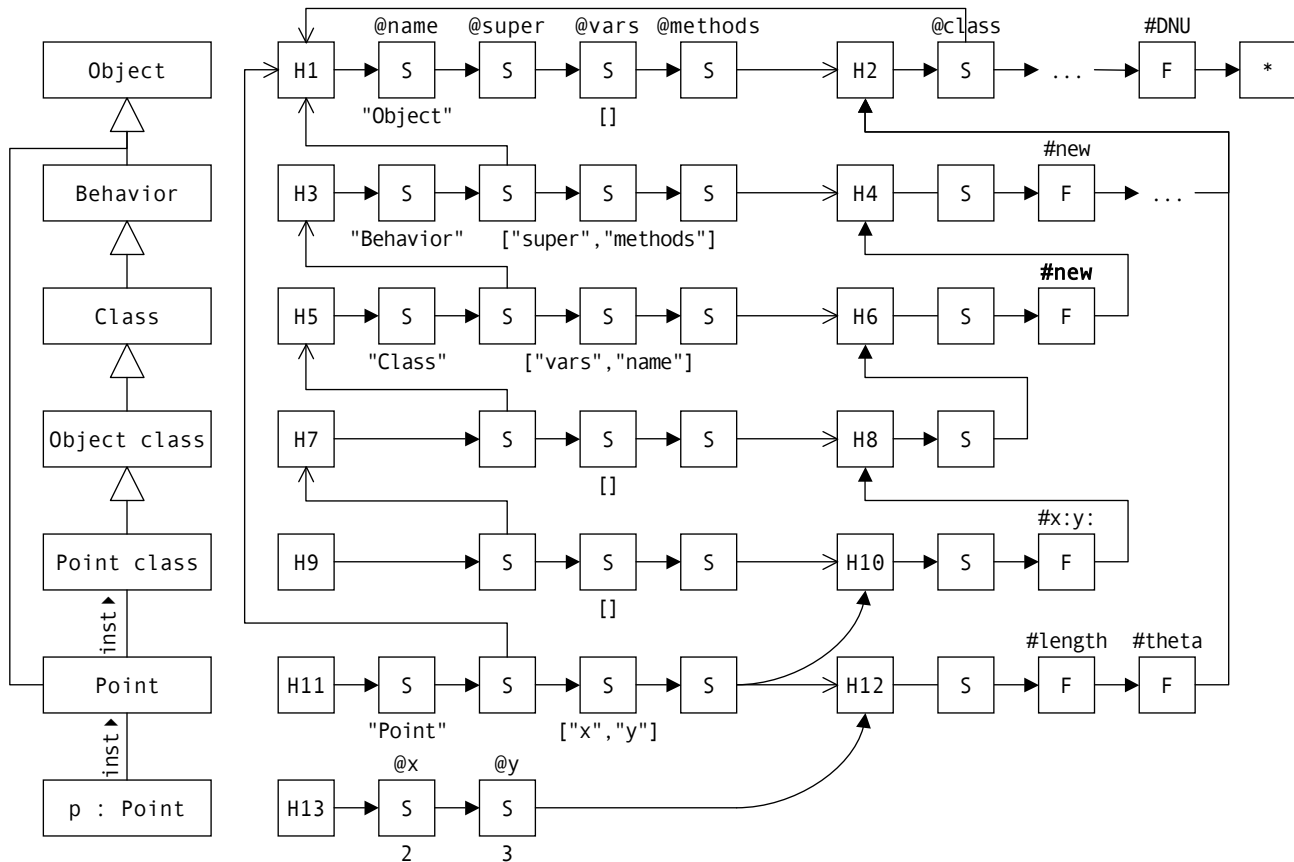 @name @super @vars @methods @class #DNU
Object H1 S S S S H2 S ... F *
"Object" []
#new
Behavior H3 S S S S H4 S F ...
"Behavior" ["super","methods"]
#new
Class H5 S S S S H6 S F
"Class" ["vars","name"]
Object class H7 S S S H8 S
[]
#x:y:
Point class H9 S S S H10 S F
[]
inst
#length #theta
Point H11 S S S S H12 S F F
"Point" ["x","y"]
inst
@x @y
p : Point H13 S S
2 3